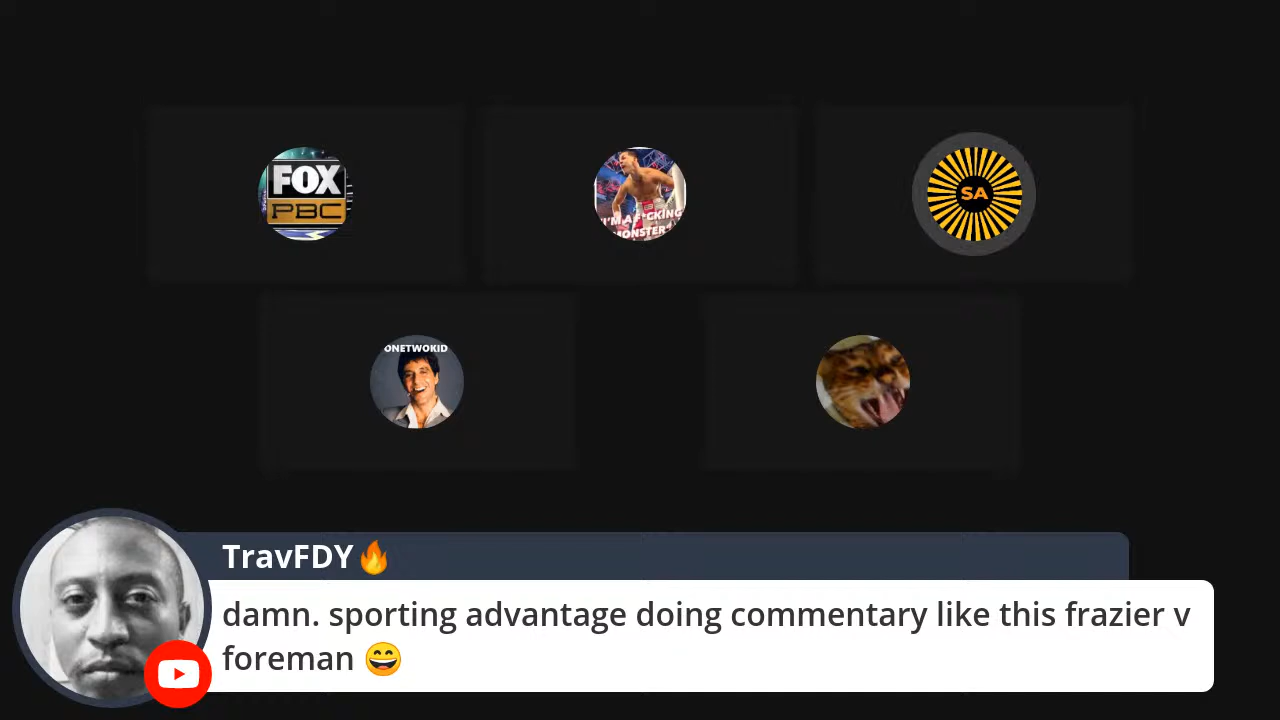 FOX
PBC
I'M A F*CKING
MONSTER
SA
ONETWOKID
TravFDY🔥
damn. sporting advantage doing commentary like this frazier v
foreman 😄